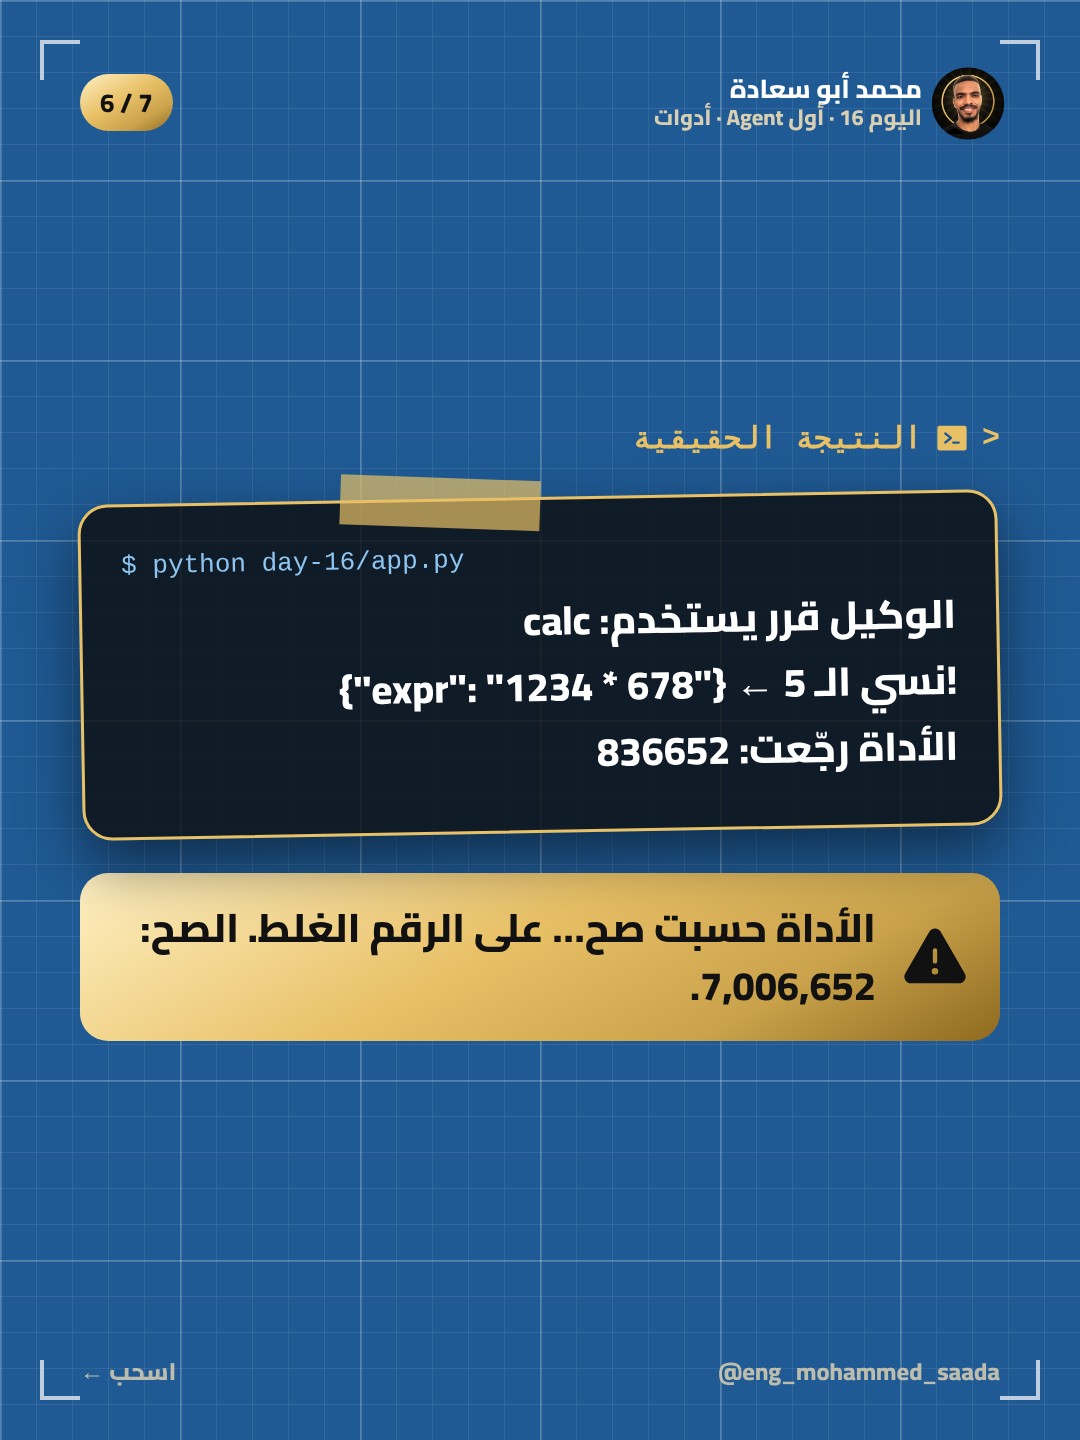 محمد أبو سعادة
اليوم 16 · أول Agent · أدوات
6 / 7
> النتيجة الحقيقية
$ python day-16/app.py
الوكيل قرر يستخدم: calc
{"expr": "1234 * 678"} ← نسي الـ 5!
الأداة رجّعت: 836652
الأداة حسبت صح... على الرقم الغلط. الصح:
7,006,652.
@eng_mohammed_saada
اسحب ←